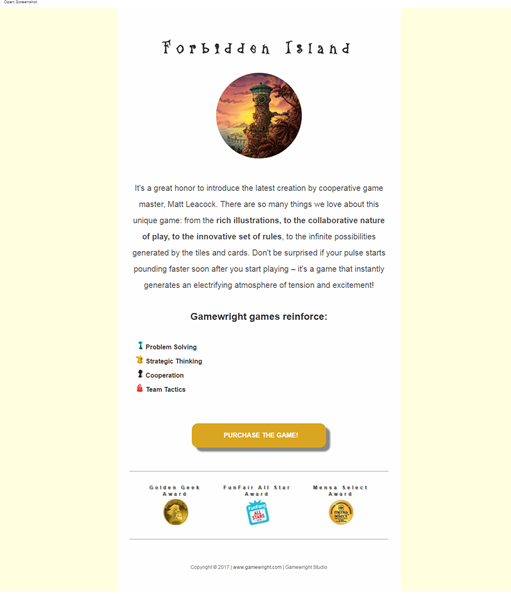 Open Screenshot
Forbidden Island
It's a great honor to introduce the latest creation by cooperative game
master, Matt Leacock. There are so many things we love about this
unique game: from the rich illustrations, to the collaborative nature
of play, to the innovative set of rules, to the infinite possibilities
generated by the tiles and cards. Don't be surprised if your pulse starts
pounding faster soon after you start playing – it's a game that instantly
generates an electrifying atmosphere of tension and excitement!
Gamewright games reinforce:
Problem Solving
Strategic Thinking
Cooperation
Team Tactics
PURCHASE THE GAME!
Golden Geek
Award
FunFair All Star
Award
Mensa Select
Award
ALL
STARS
Copyright © 2017 | www.gamewright.com | Gamewright Studio